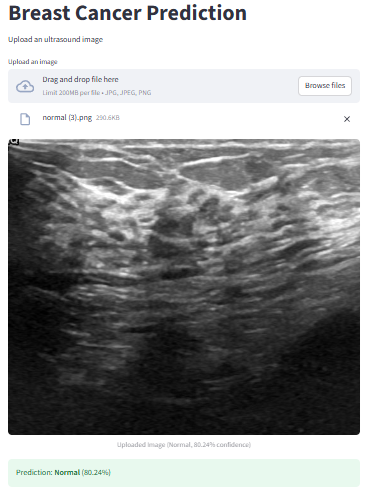 Breast Cancer Prediction
Upload an ultrasound image
Upload an image
Drag and drop file here
Limit 200MB per file • JPG, JPEG, PNG
Browse files
normal (3).png 290.6KB
Uploaded Image (Normal, 80.24% confidence)
Prediction: Normal (80.24%)